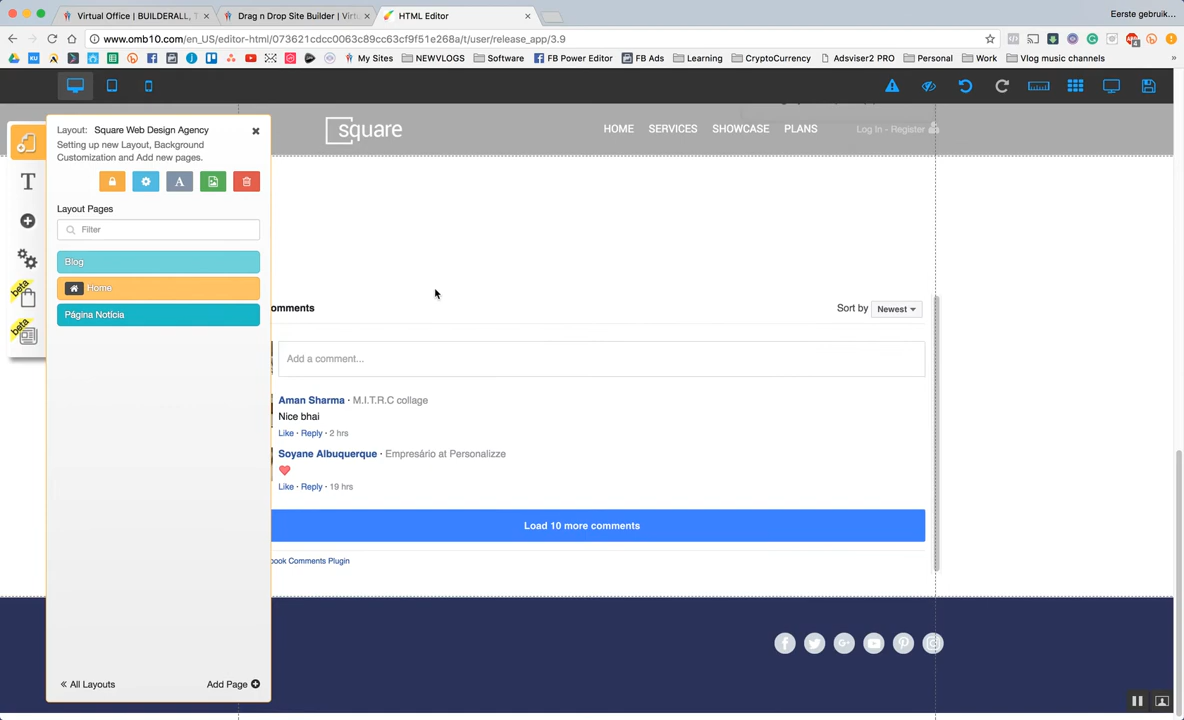 Virtual Office | BUILDERALL, T
Drag n Drop Site Builder | Virtu
HTML Editor
Eerste gebruik...
www.omb10.com/en_US/editor-html/073621cdcc0063c89cc63cf9f51e268a/t/user/release_app/3.9
My Sites
NEWVLOGS
Software
FB Power Editor
FB Ads
Learning
CryptoCurrency
Adsviser2 PRO
Personal
Work
Vlog music channels
Layout: Square Web Design Agency
Setting up new Layout, Background
Customization and Add new pages.
Layout Pages
Filter
Blog
Home
Página Notícia
All Layouts
Add Page
beta
beta
square
HOME
SERVICES
SHOWCASE
PLANS
Log In - Register
omments
Sort by
Newest
Add a comment...
Aman Sharma · M.I.T.R.C collage
Nice bhai
Like · Reply · 2 hrs
Soyane Albuquerque · Empresário at Personalizze
Like · Reply · 19 hrs
Load 10 more comments
book Comments Plugin